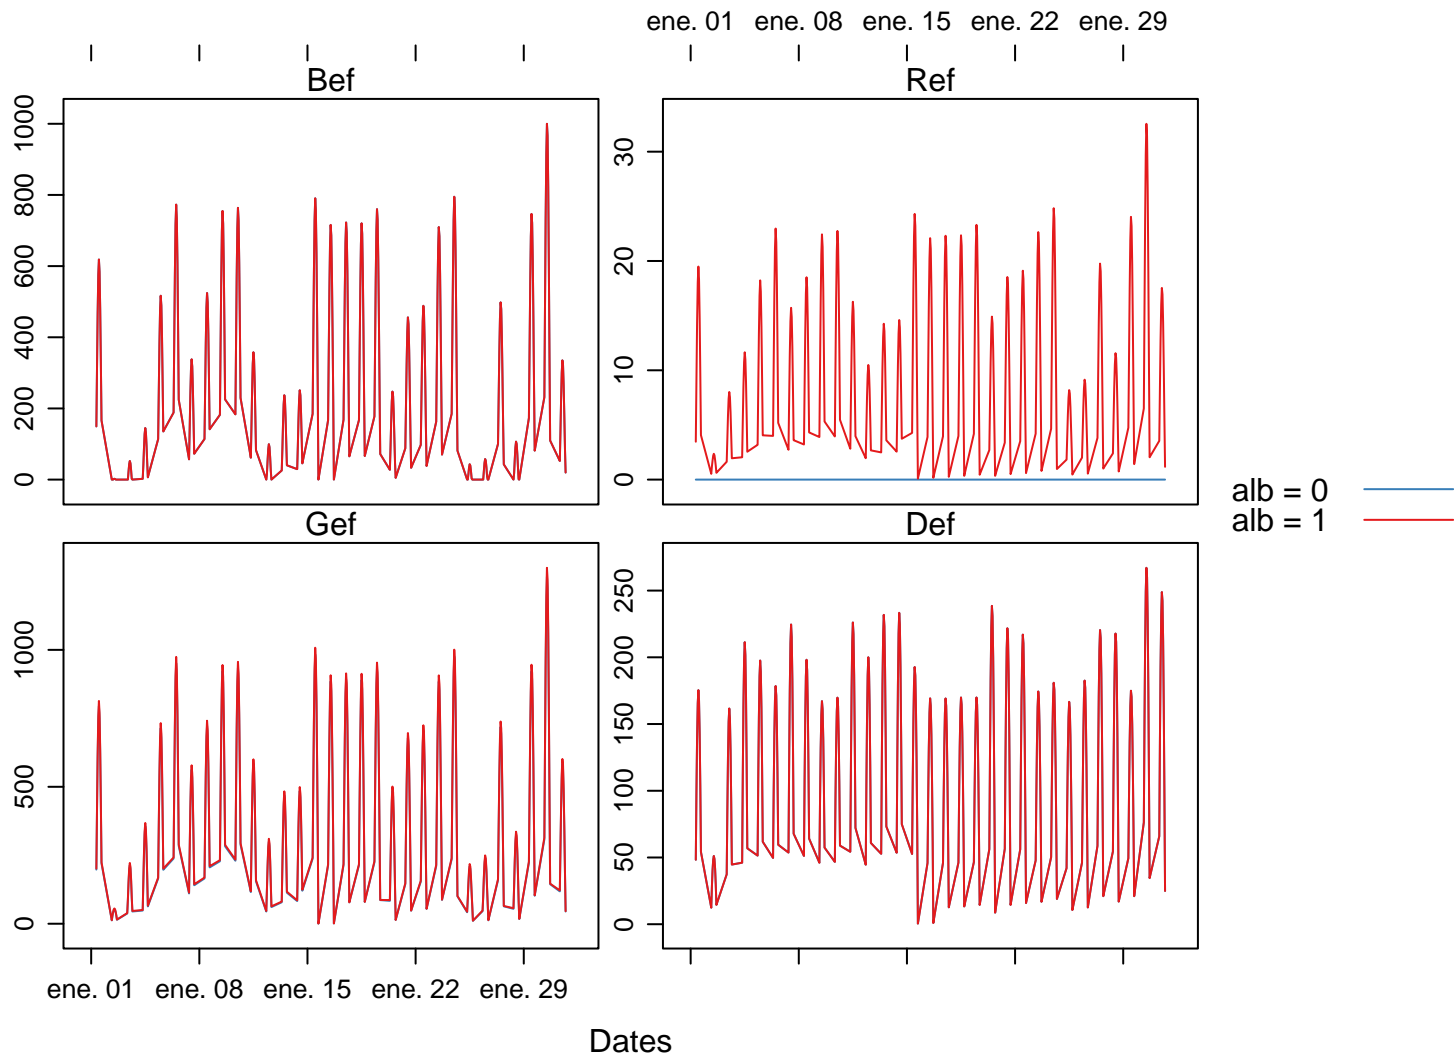 ene. 01 ene. 08 ene. 15 ene. 22 ene. 29
Bef
Ref
1000
800
600
400
200
0
30
20
10
0
alb = 0
alb = 1
Gef
Def
1000
500
0
250
200
150
100
50
0
ene. 01 ene. 08 ene. 15 ene. 22 ene. 29
Dates